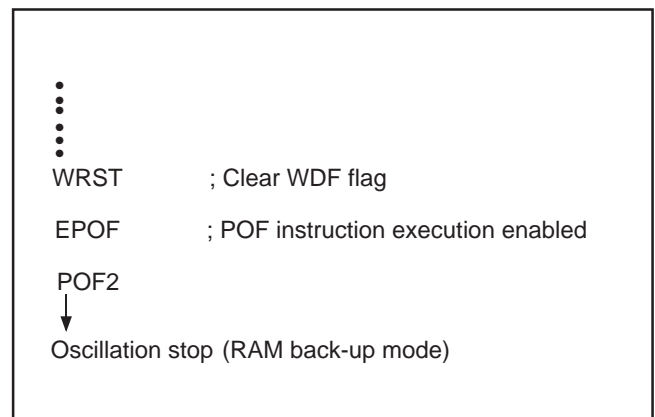 WRST ; Clear WDF flag
EPOF ; POF instruction execution enabled
POF2
Oscillation stop (RAM back-up mode)